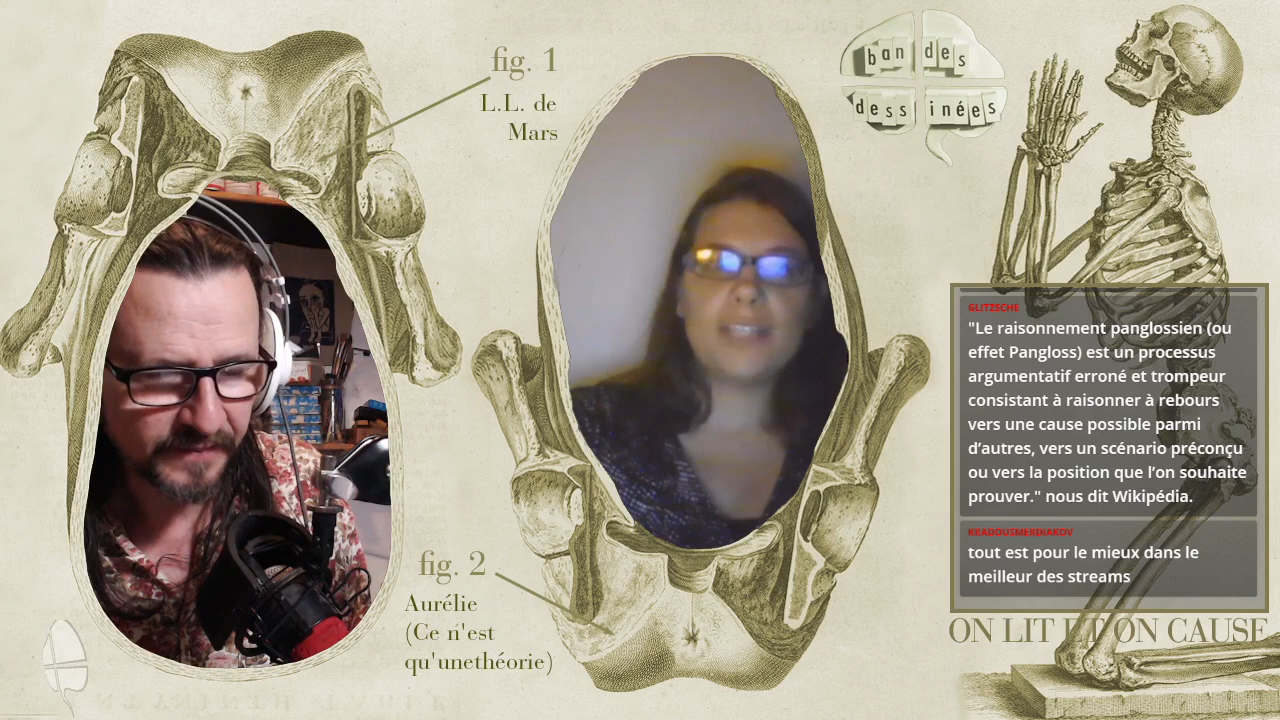 fig. 1
L.L. de
Mars
ban des
dess inées
GLITZSCHE
"Le raisonnement panglossien (ou
effet Pangloss) est un processus
argumentatif erroné et trompeur
consistant à raisonner à rebours
vers une cause possible parmi
d’autres, vers un scénario préconçu
ou vers la position que l’on souhaite
prouver." nous dit Wikipédia.
KRADOUSMERDIAKOV
tout est pour le mieux dans le
meilleur des streams
fig. 2
Aurélie
(Ce n'est
qu'unethéorie)
ON LIT ET ON CAUSE